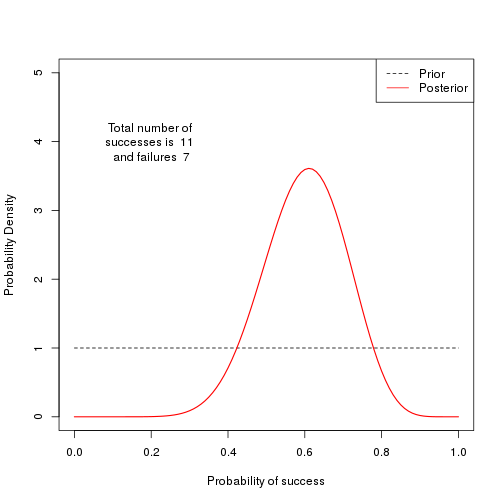 Prior
Posterior
Total number of
successes is 11
and failures 7
Probability Density
0
1
2
3
4
5
0.0 0.2 0.4 0.6 0.8 1.0
Probability of success